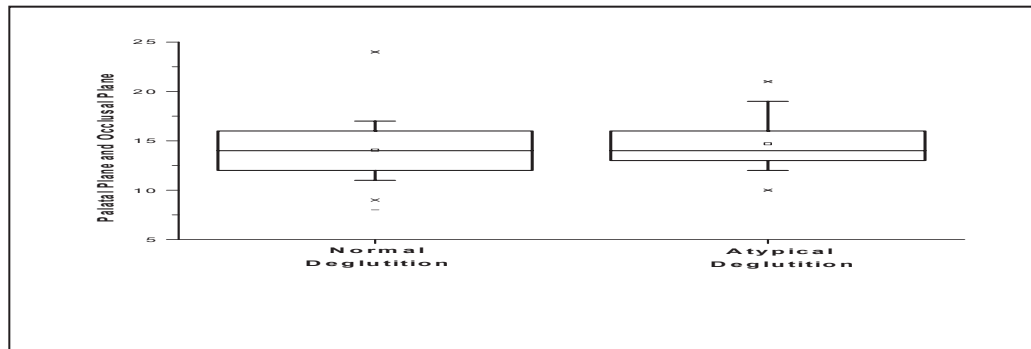 25
20
15
10
5
Palatal Plane and Occlusal Plane
Normal
Deglutition
Atypical
Deglutition